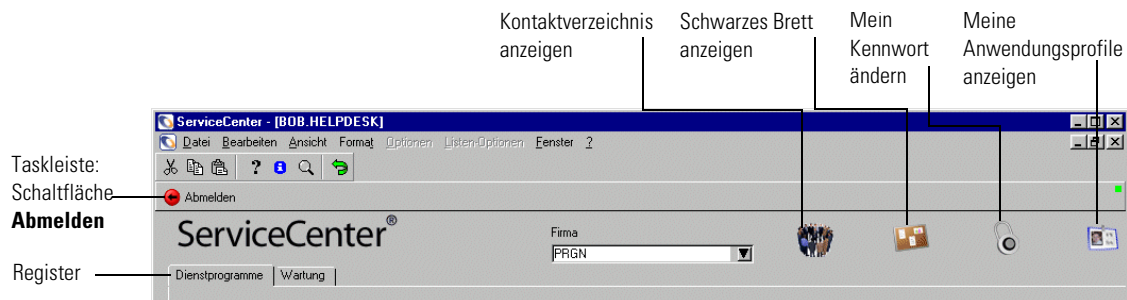 Kontaktverzeichnis
anzeigen
Schwarzes Brett
anzeigen
Mein
Kennwort
ändern
Meine
Anwendungsprofile
anzeigen
ServiceCenter - [BOB.HELPDESK]
Datei Bearbeiten Ansicht Format Optionen Listen-Optionen Fenster ?
Taskleiste:
Schaltfläche
Abmelden
Abmelden
ServiceCenter®
Firma
PRGN
Register
Dienstprogramme Wartung